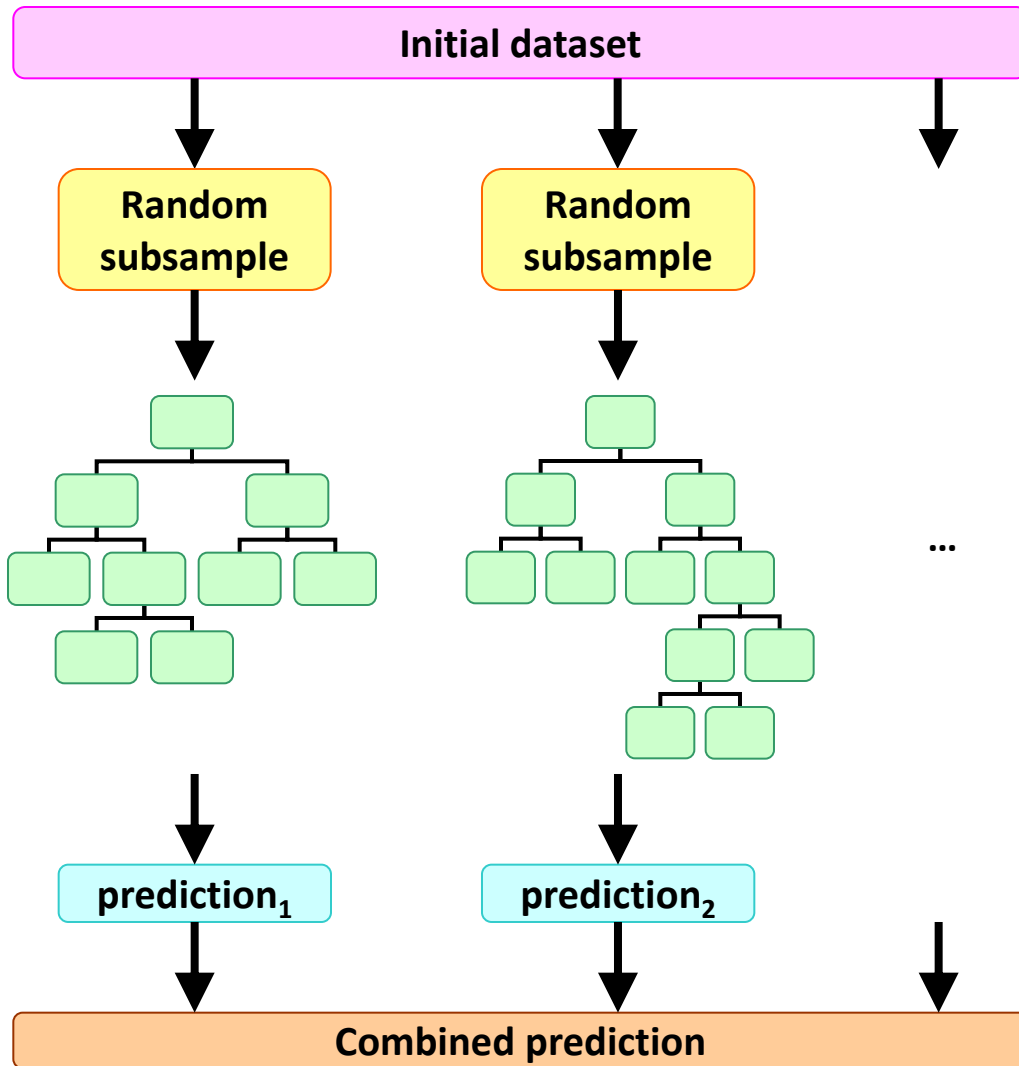 Initial dataset
Random
subsample
Random
subsample
...
prediction₁
prediction₂
Combined prediction